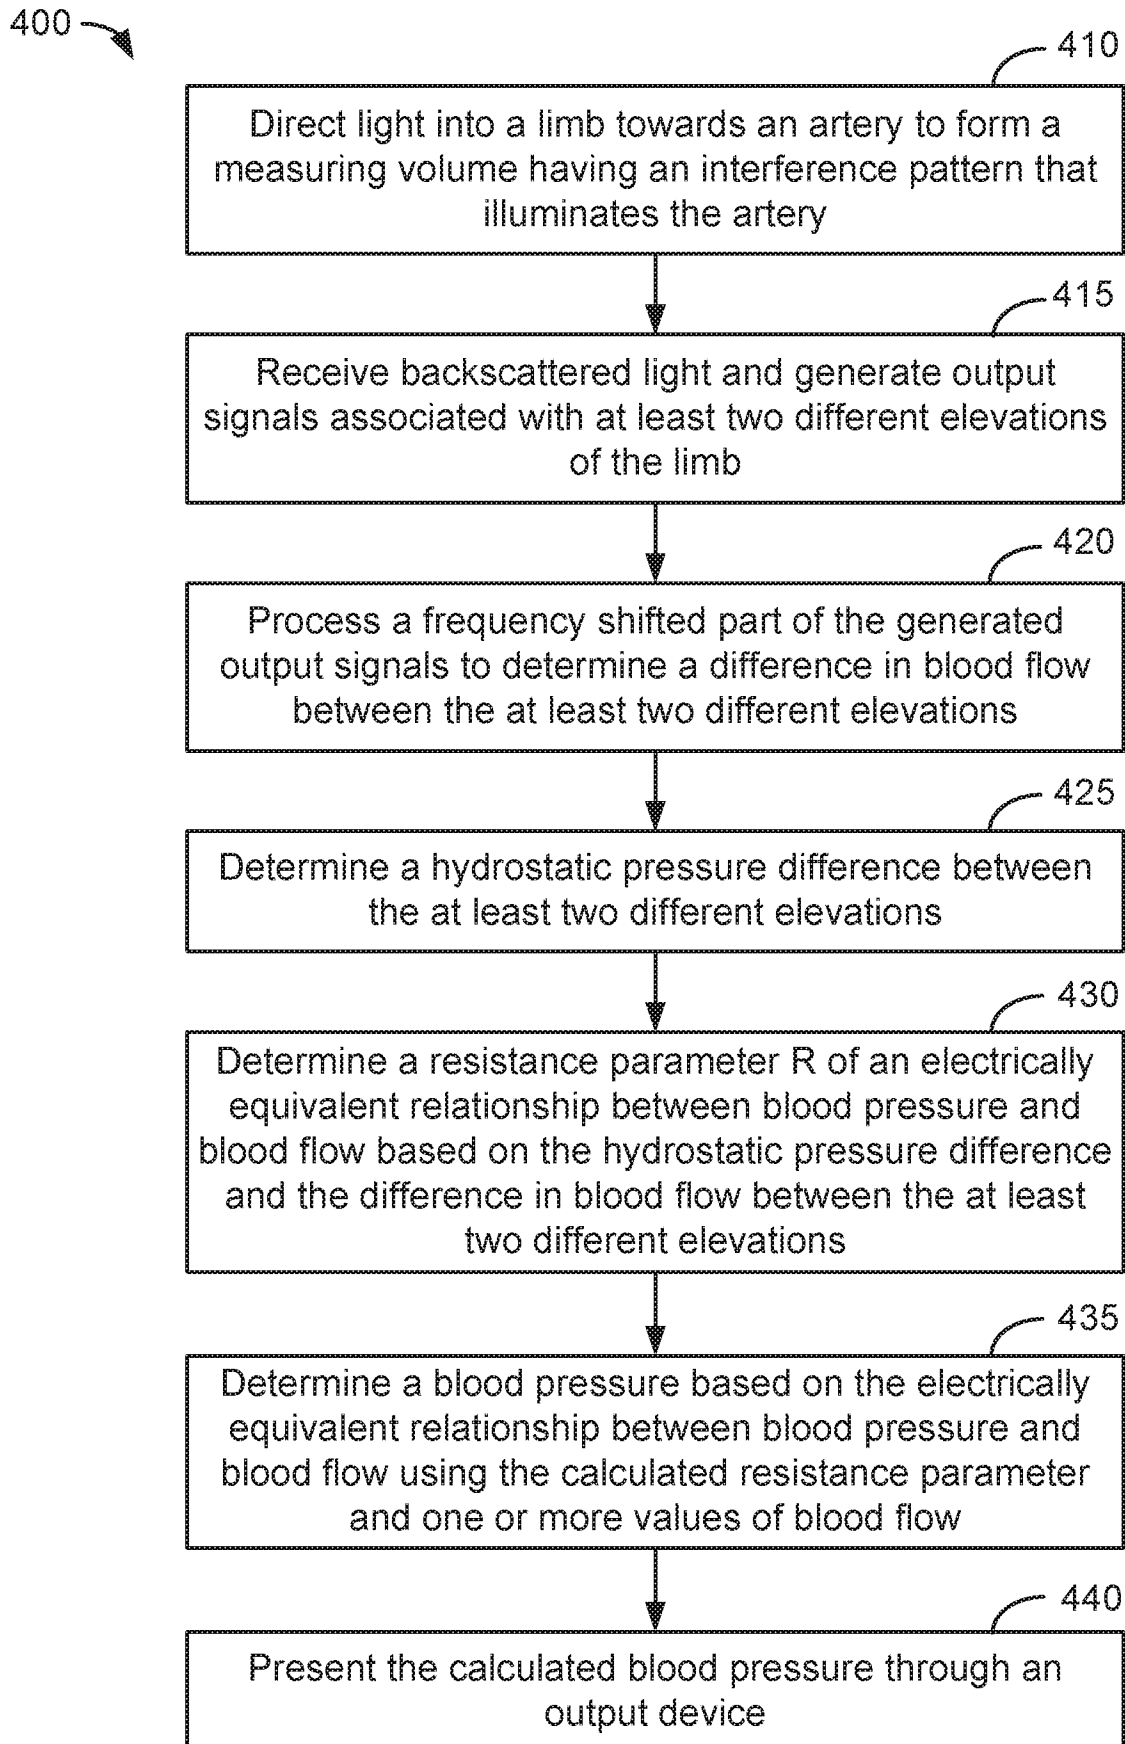 400
410
Direct light into a limb towards an artery to form a
measuring volume having an interference pattern that
illuminates the artery
415
Receive backscattered light and generate output
signals associated with at least two different elevations
of the limb
420
Process a frequency shifted part of the generated
output signals to determine a difference in blood flow
between the at least two different elevations
425
Determine a hydrostatic pressure difference between
the at least two different elevations
430
Determine a resistance parameter R of an electrically
equivalent relationship between blood pressure and
blood flow based on the hydrostatic pressure difference
and the difference in blood flow between the at least
two different elevations
435
Determine a blood pressure based on the electrically
equivalent relationship between blood pressure and
blood flow using the calculated resistance parameter
and one or more values of blood flow
440
Present the calculated blood pressure through an
output device